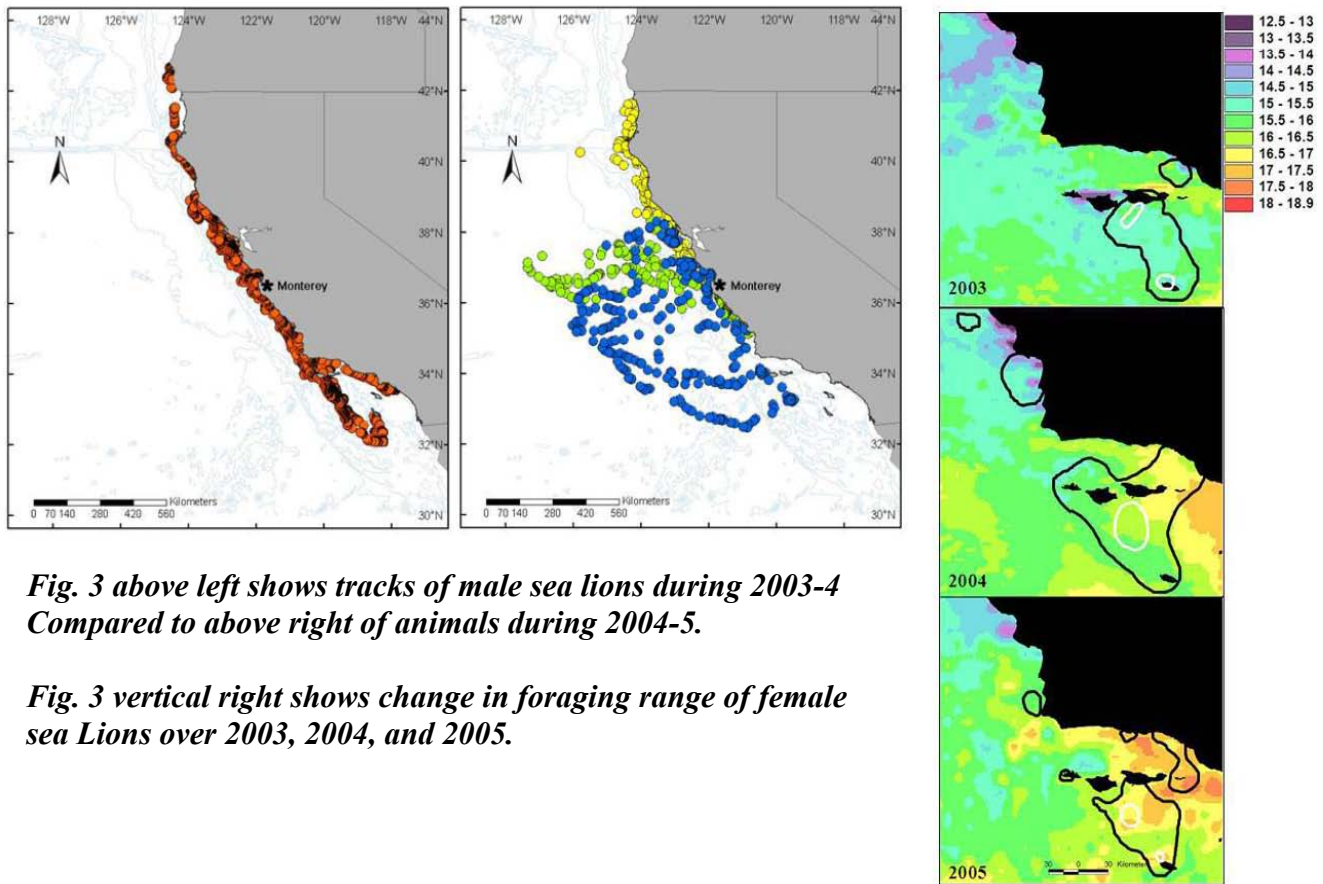 128°W 126°W 124°W 122°W 120°W 118°W 44°N
42°N
40°N
38°N
36°N
34°N
32°N
30°N
N
Monterey
Kilometers
0 70 140 280 420 560
128°W 126°W 124°W 122°W 120°W 118°W 44°N
42°N
40°N
38°N
36°N
34°N
32°N
30°N
N
Monterey
Kilometers
0 70 140 280 420 560
12.5 - 13
13 - 13.5
13.5 - 14
14 - 14.5
14.5 - 15
15 - 15.5
15.5 - 16
16 - 16.5
16.5 - 17
17 - 17.5
17.5 - 18
18 - 18.9
2003
2004
30 0 30 Kilometers
2005
Fig. 3 above left shows tracks of male sea lions during 2003-4
Compared to above right of animals during 2004-5.
Fig. 3 vertical right shows change in foraging range of female
sea Lions over 2003, 2004, and 2005.